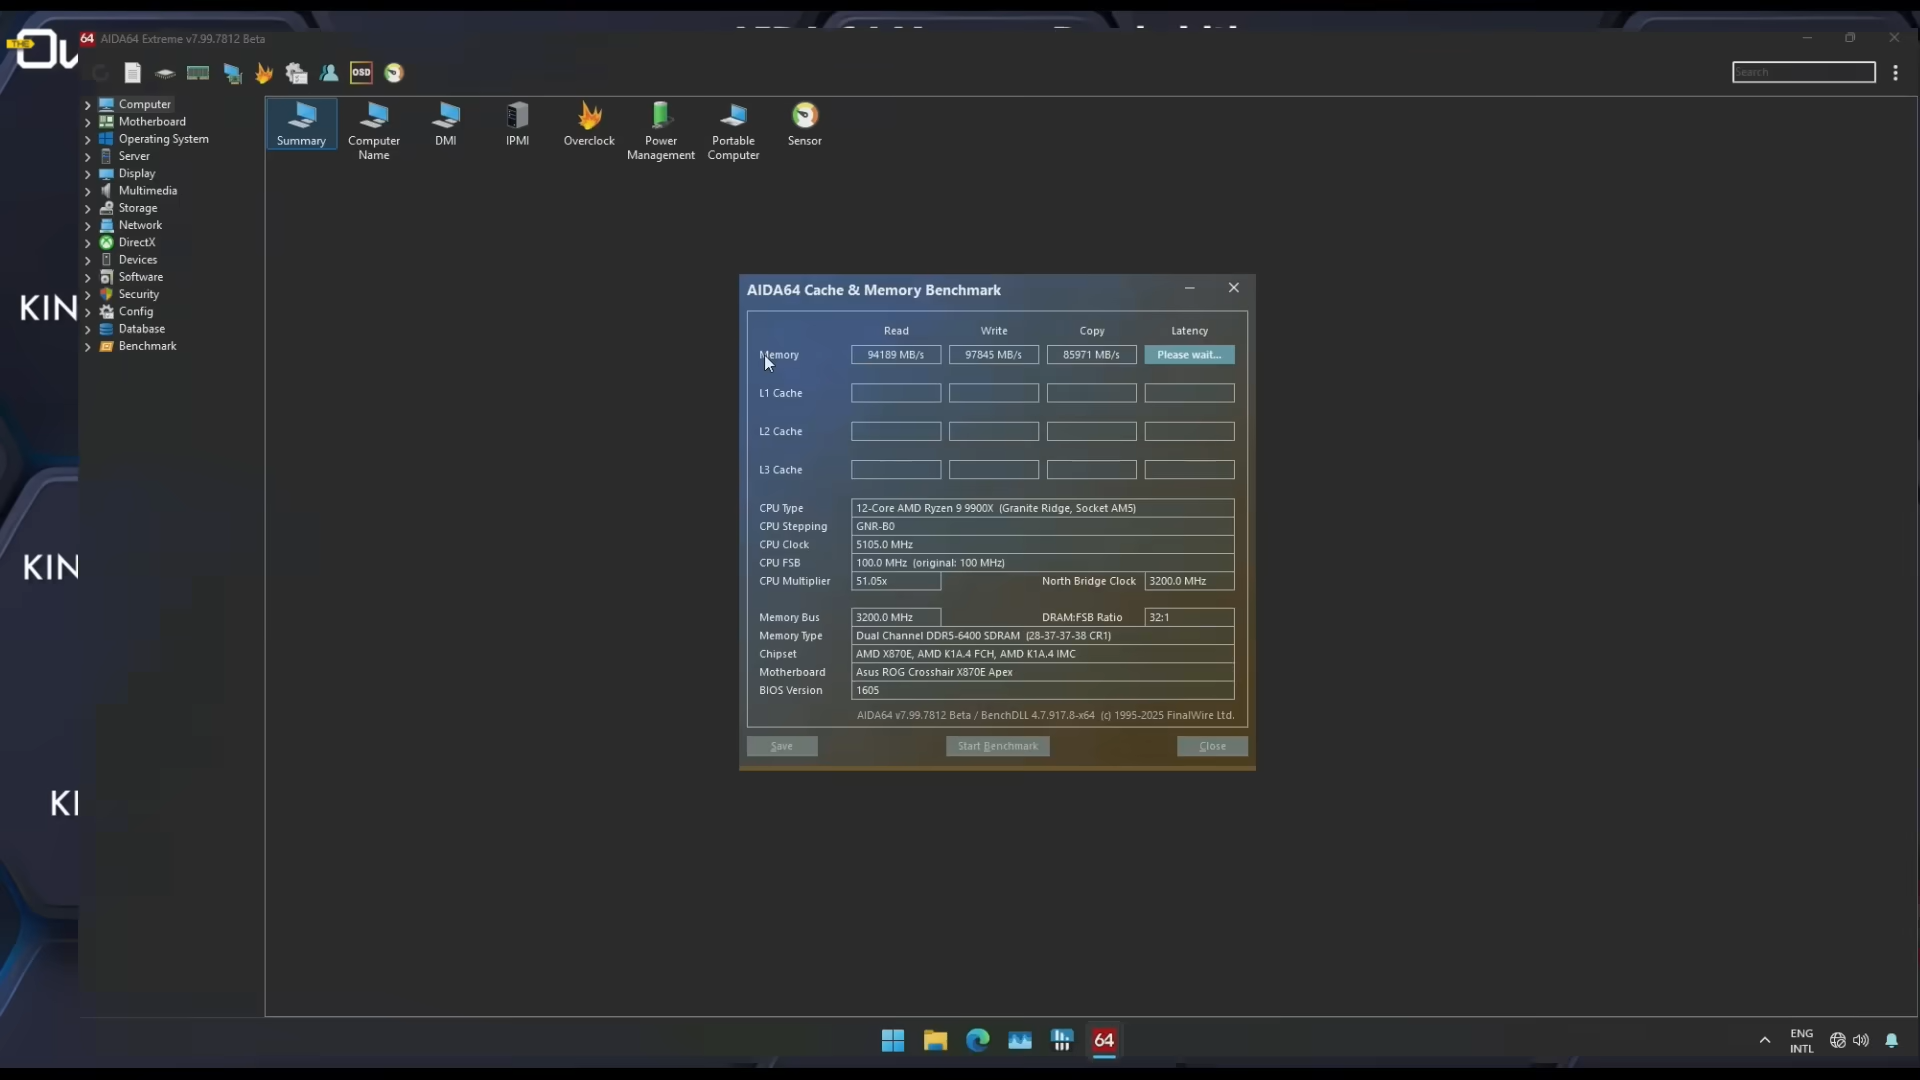 THE
64 AIDA64 Extreme v7.99.7812 Beta
OSD
Search
Computer
Motherboard
Operating System
Server
Display
Multimedia
Storage
Network
DirectX
Devices
Software
Security
Config
Database
Benchmark
Summary
Computer Name
DMI
IPMI
Overclock
Power Management
Portable Computer
Sensor
KIN
KIN
KI
AIDA64 Cache & Memory Benchmark
Read Write Copy Latency
Memory 94189 MB/s 97845 MB/s 85971 MB/s Please wait...
L1 Cache
L2 Cache
L3 Cache
CPU Type 12-Core AMD Ryzen 9 9900X (Granite Ridge, Socket AM5)
CPU Stepping GNR-B0
CPU Clock 5105.0 MHz
CPU FSB 100.0 MHz (original: 100 MHz)
CPU Multiplier 51.05x North Bridge Clock 3200.0 MHz
Memory Bus 3200.0 MHz DRAM:FSB Ratio 32:1
Memory Type Dual Channel DDR5-6400 SDRAM (28-37-37-38 CR1)
Chipset AMD X870E, AMD K1A.4 FCH, AMD K1A.4 IMC
Motherboard Asus ROG Crosshair X870E Apex
BIOS Version 1605
AIDA64 v7.99.7812 Beta / BenchDLL 4.7.917.8-x64 (c) 1995-2025 FinalWire Ltd.
Save Start Benchmark Close
64
ENG
INTL